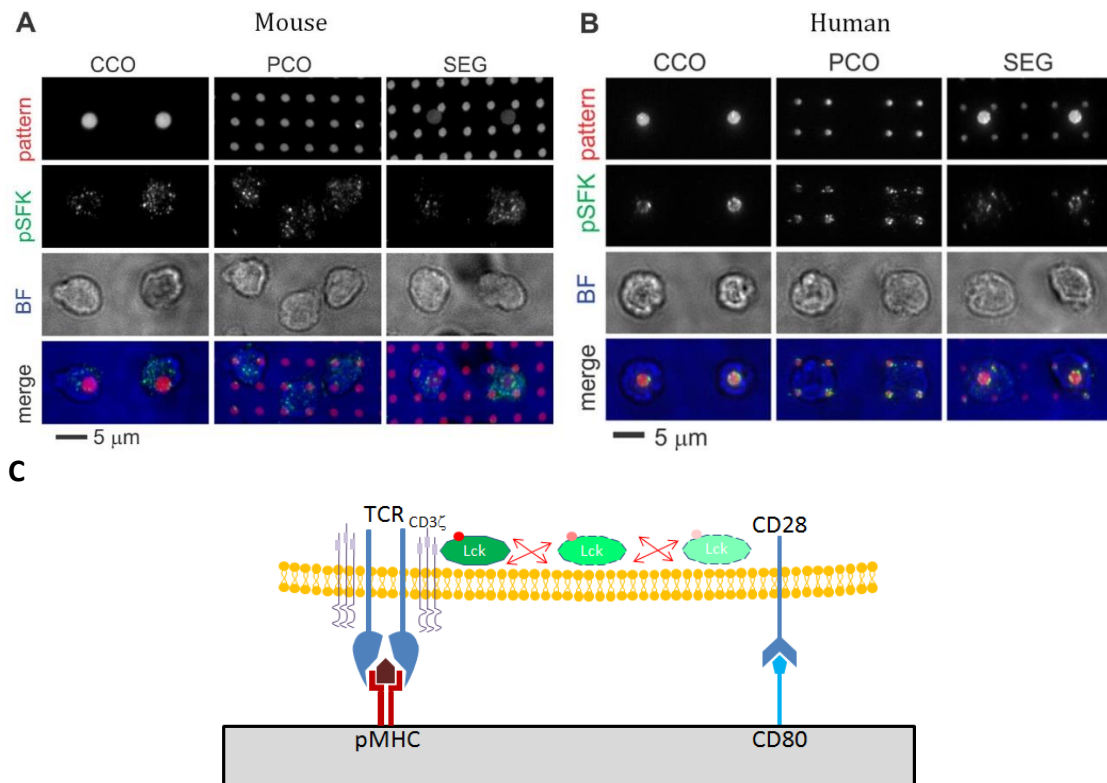 A
Mouse
CCO PCO SEG
pattern
pSFK
BF
merge
5 μm
B
Human
CCO PCO SEG
pattern
pSFK
BF
merge
5 μm
C
TCR
CD3ζ
Lck
Lck
Lck
CD28
pMHC
CD80